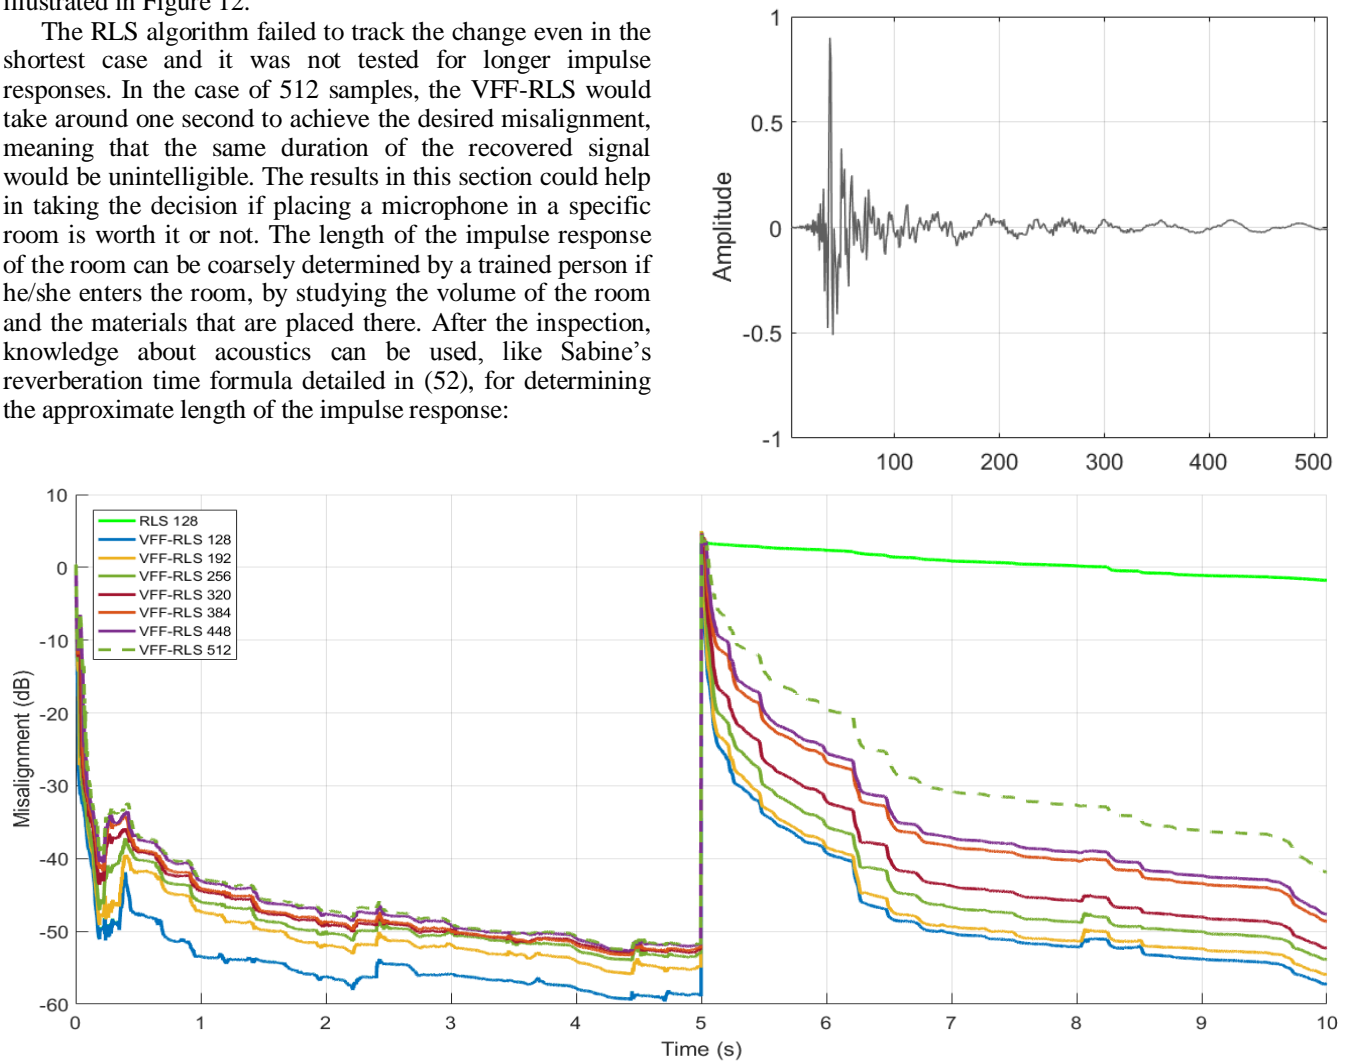 illustrated in Figure 12.
The RLS algorithm failed to track the change even in the
shortest case and it was not tested for longer impulse
responses. In the case of 512 samples, the VFF-RLS would
take around one second to achieve the desired misalignment,
meaning that the same duration of the recovered signal
would be unintelligible. The results in this section could help
in taking the decision if placing a microphone in a specific
room is worth it or not. The length of the impulse response
of the room can be coarsely determined by a trained person if
he/she enters the room, by studying the volume of the room
and the materials that are placed there. After the inspection,
knowledge about acoustics can be used, like Sabine's
reverberation time formula detailed in (52), for determining
the approximate length of the impulse response:
1
0.5
0
-0.5
-1
Amplitude
100 200 300 400 500
10
0
-10
-20
-30
-40
-50
-60
Misalignment (dB)
RLS 128
VFF-RLS 128
VFF-RLS 192
VFF-RLS 256
VFF-RLS 320
VFF-RLS 384
VFF-RLS 448
VFF-RLS 512
0 1 2 3 4 5 6 7 8 9 10
Time (s)